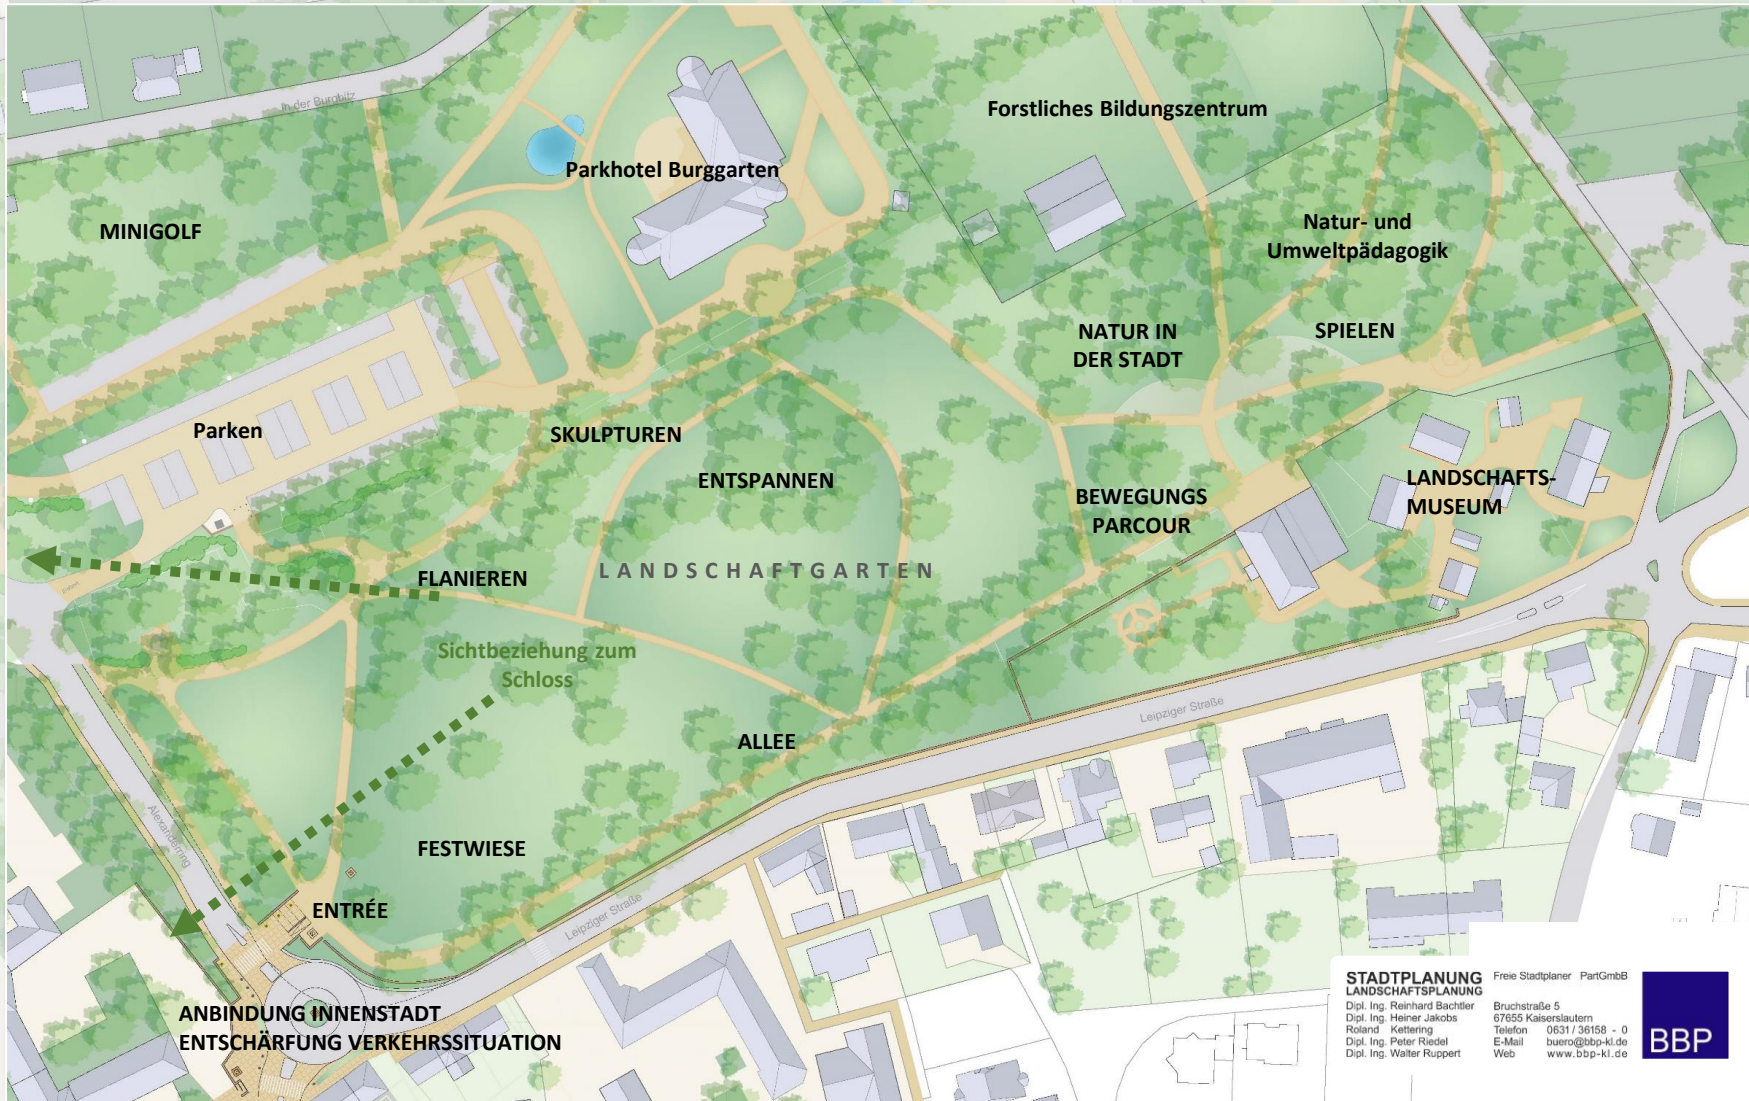 In der Burgbitz
Forstliches Bildungszentrum
Parkhotel Burggarten
MINIGOLF
Natur- und
Umweltpädagogik
NATUR IN
DER STADT
SPIELEN
Parken
SKULPTUREN
ENTSPANNEN
BEWEGUNGS
PARCOUR
LANDSCHAFTS-
MUSEUM
FLANIEREN
LANDSCHAFTGARTEN
Sichtbeziehung zum
Schloss
Leipziger Straße
ALLEE
Alexanderring
FESTWIESE
ENTRÉE
Leipziger Straße
ANBINDUNG INNENSTADT
ENTSCHÄRFUNG VERKEHRSSITUATION
STADTPLANUNG Freie Stadtplaner PartGmbB
LANDSCHAFTSPLANUNG
Dipl. Ing. Reinhard Bachtler Bruchstraße 5
Dipl. Ing. Heiner Jakobs 67655 Kaiserslautern
Roland Kettering Telefon 0631 / 36158 - 0
Dipl. Ing. Peter Riedel E-Mail buero@bbp-kl.de
Dipl. Ing. Walter Ruppert Web www.bbp-kl.de
BBP